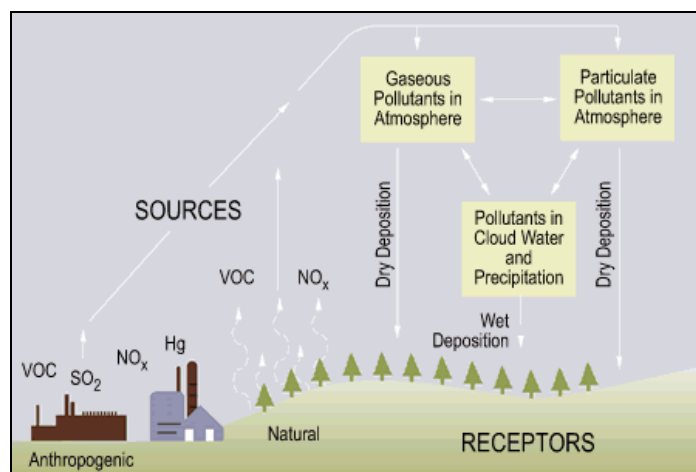 Gaseous
Pollutants in
Atmosphere
Particulate
Pollutants in
Atmosphere
SOURCES
Dry Deposition
Pollutants in
Cloud Water
and
Precipitation
Dry Deposition
VOC
NOx
Wet
Deposition
VOC
SO2
NOx
Hg
Anthropogenic
Natural
RECEPTORS